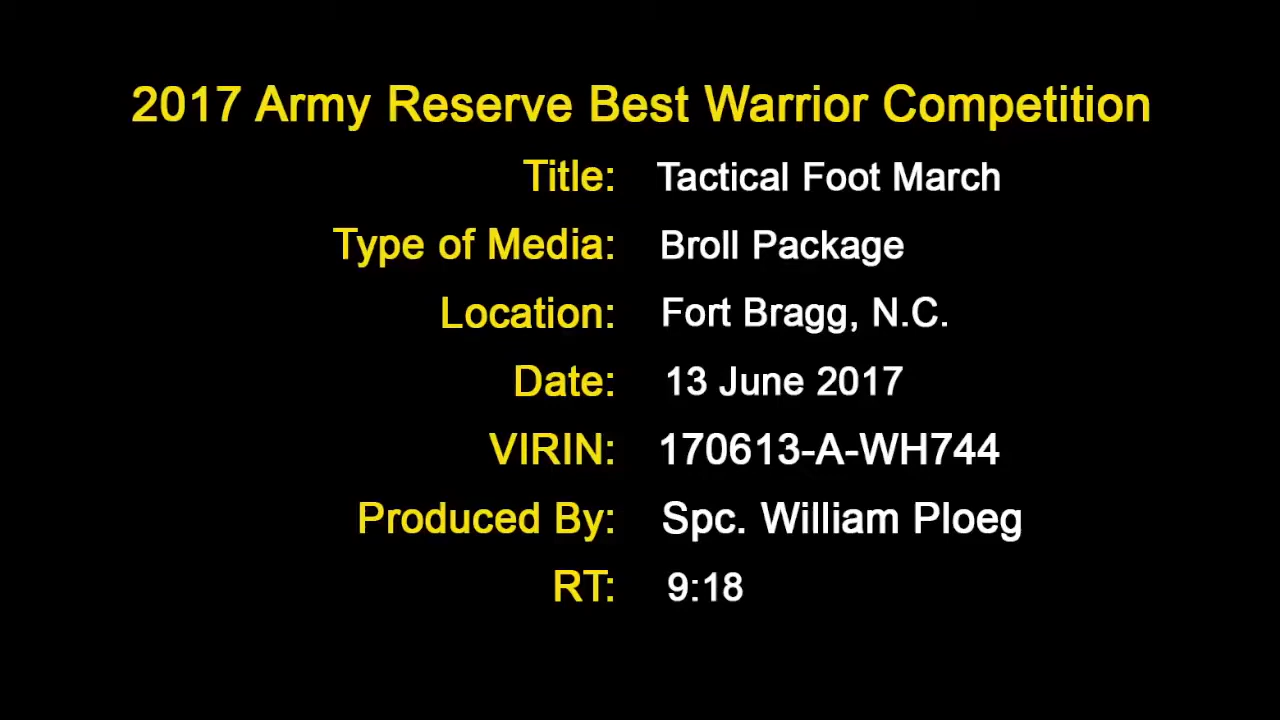 2017 Army Reserve Best Warrior Competition
Title: Tactical Foot March
Type of Media: Broll Package
Location: Fort Bragg, N.C.
Date: 13 June 2017
VIRIN: 170613-A-WH744
Produced By: Spc. William Ploeg
RT: 9:18